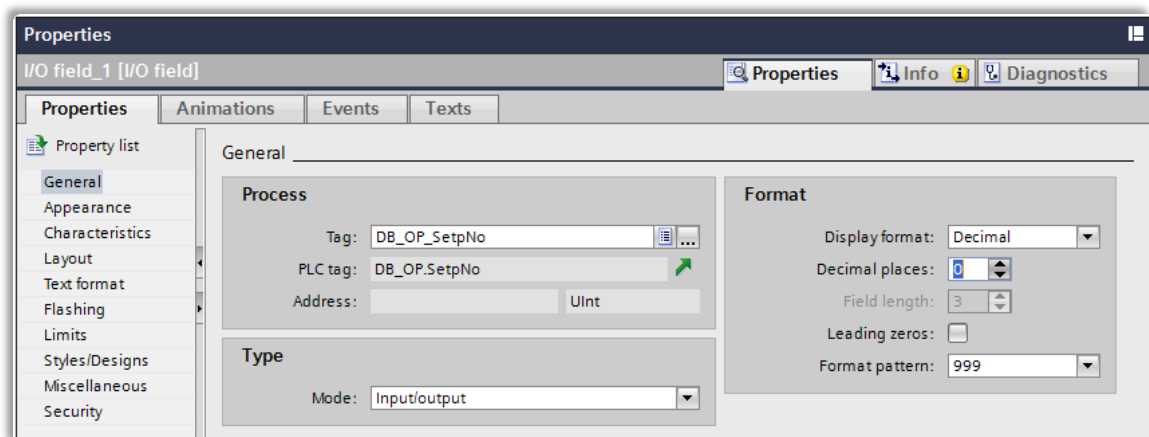 Properties
I/O field_1 [I/O field]
Properties Info Diagnostics
Properties Animations Events Texts
Property list
General
Appearance
Characteristics
Layout
Text format
Flashing
Limits
Styles/Designs
Miscellaneous
Security
General
Process
Tag: DB_OP_SetpNo ...
PLC tag: DB_OP.SetpNo
Address: UInt
Type
Mode: Input/output
Format
Display format: Decimal
Decimal places: 0
Field length: 3
Leading zeros:
Format pattern: 999